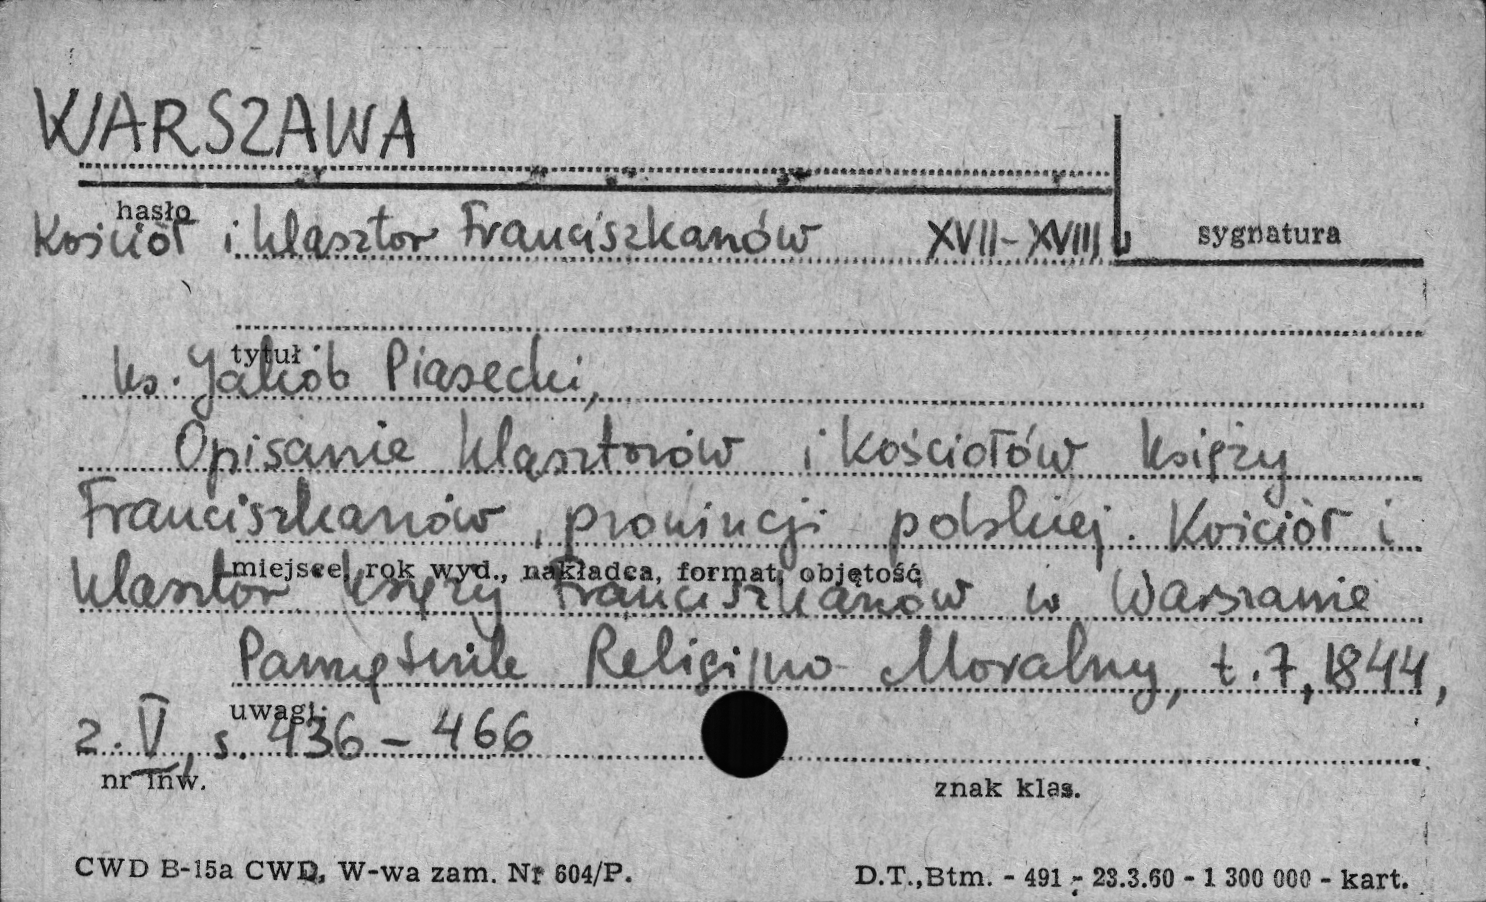 WARSZAWA
hasło
Kościół i klasztor Franciszkanów XVII-XVIII
sygnatura
tytuł
ks. Jakób Piasecki,
Opisanie klasztorów i kościołów księży
Franciszkanów, prowincji polskiej. Kościół i
miejsce, rok wyd., nakładca, format, objętość
klasztor księży Franciszkanów w Warszawie
Pamiętnik Religijno Moralny, t.7, 1844,
uwagi:
z. V, s. 436-466
nr inw.
znak klas.
CWD B-15a CWD, W-wa zam. Nr 604/P.
D.T.,Btm. - 491 - 23.3.60 - 1 300 000 - kart.